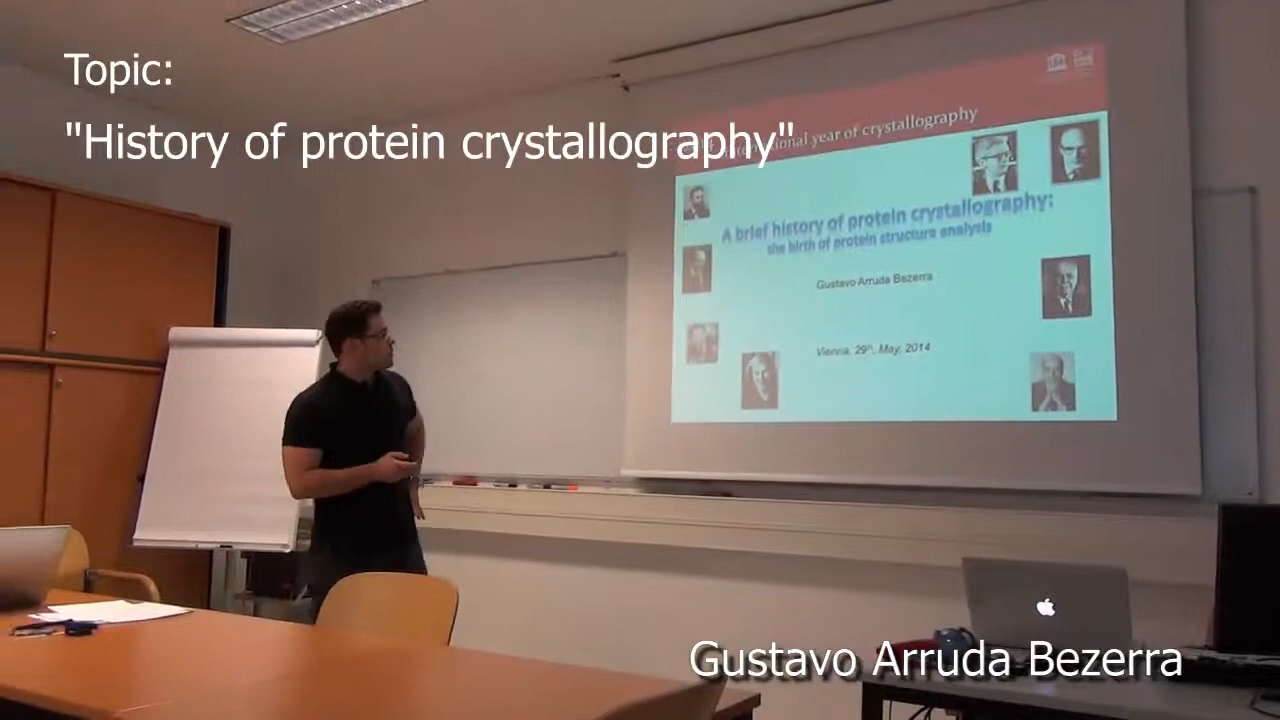 Topic:
"History of protein crystallography"
international year of crystallography
A brief history of protein crystallography:
the birth of protein structure analysis
Gustavo Arruda Bezerra
Vienna, 29th, May, 2014
Gustavo Arruda Bezerra